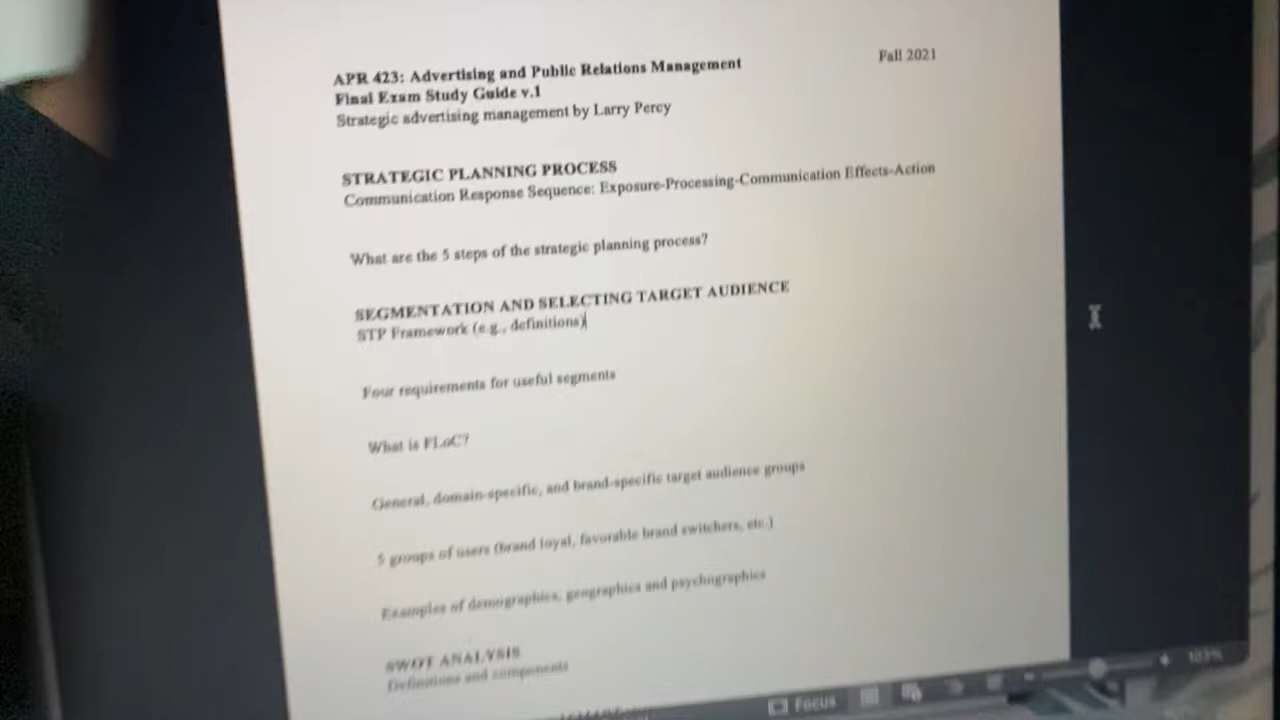 APR 423: Advertising and Public Relations Management
Fall 2021
Final Exam Study Guide v.1
Strategic advertising management by Larry Percy
STRATEGIC PLANNING PROCESS
Communication Response Sequence: Exposure-Processing-Communication Effects-Action
What are the 5 steps of the strategic planning process?
SEGMENTATION AND SELECTING TARGET AUDIENCE
STP Framework (e.g., definitions)
Four requirements for useful segments
What is FLoC?
General, domain-specific, and brand-specific target audience groups
5 groups of users (brand loyal, favorable brand switchers, etc.)
Examples of demographics, geographics and psychographics
SWOT ANALYSIS
Definitions and components
Focus
103%